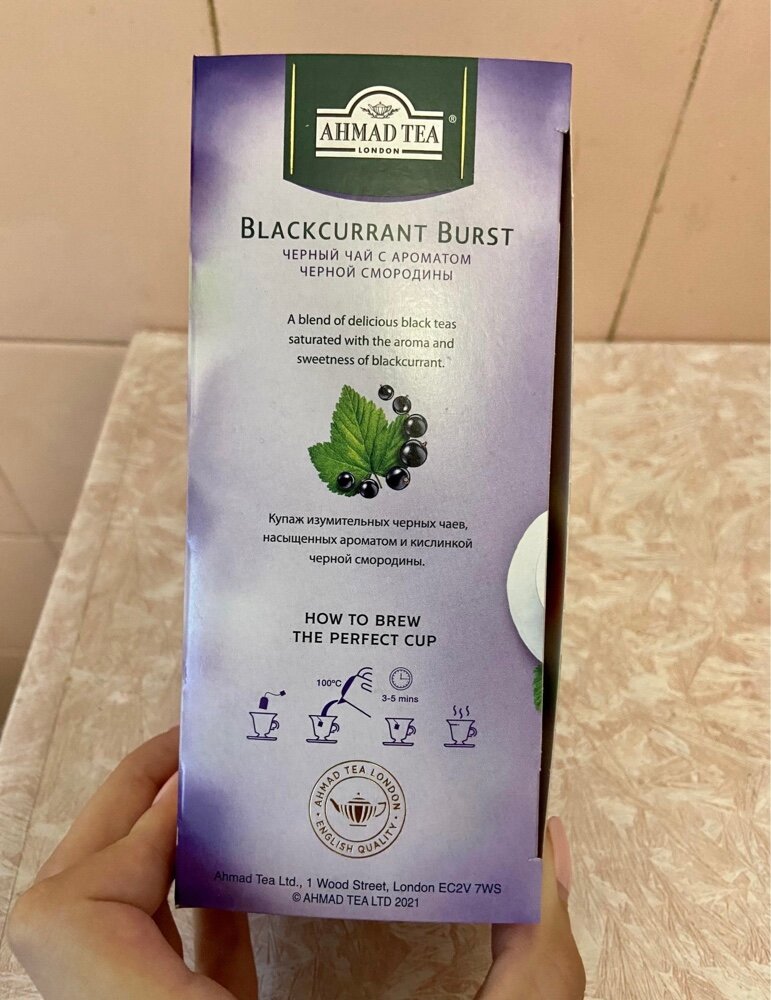 AHMAD TEA®
LONDON
BLACKCURRANT BURST
ЧЕРНЫЙ ЧАЙ С АРОМАТОМ
ЧЕРНОЙ СМОРОДИНЫ
A blend of delicious black teas
saturated with the aroma and
sweetness of blackcurrant.
Купаж изумительных черных чаев,
насыщенных ароматом и кислинкой
черной смородины.
HOW TO BREW
THE PERFECT CUP
100°C
3-5 mins
AHMAD TEA LONDON
ENGLISH QUALITY
Ahmad Tea Ltd., 1 Wood Street, London EC2V 7WS
© AHMAD TEA LTD 2021